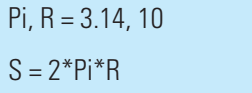 Pi, R = 3.14, 10
S = 2*Pi*R